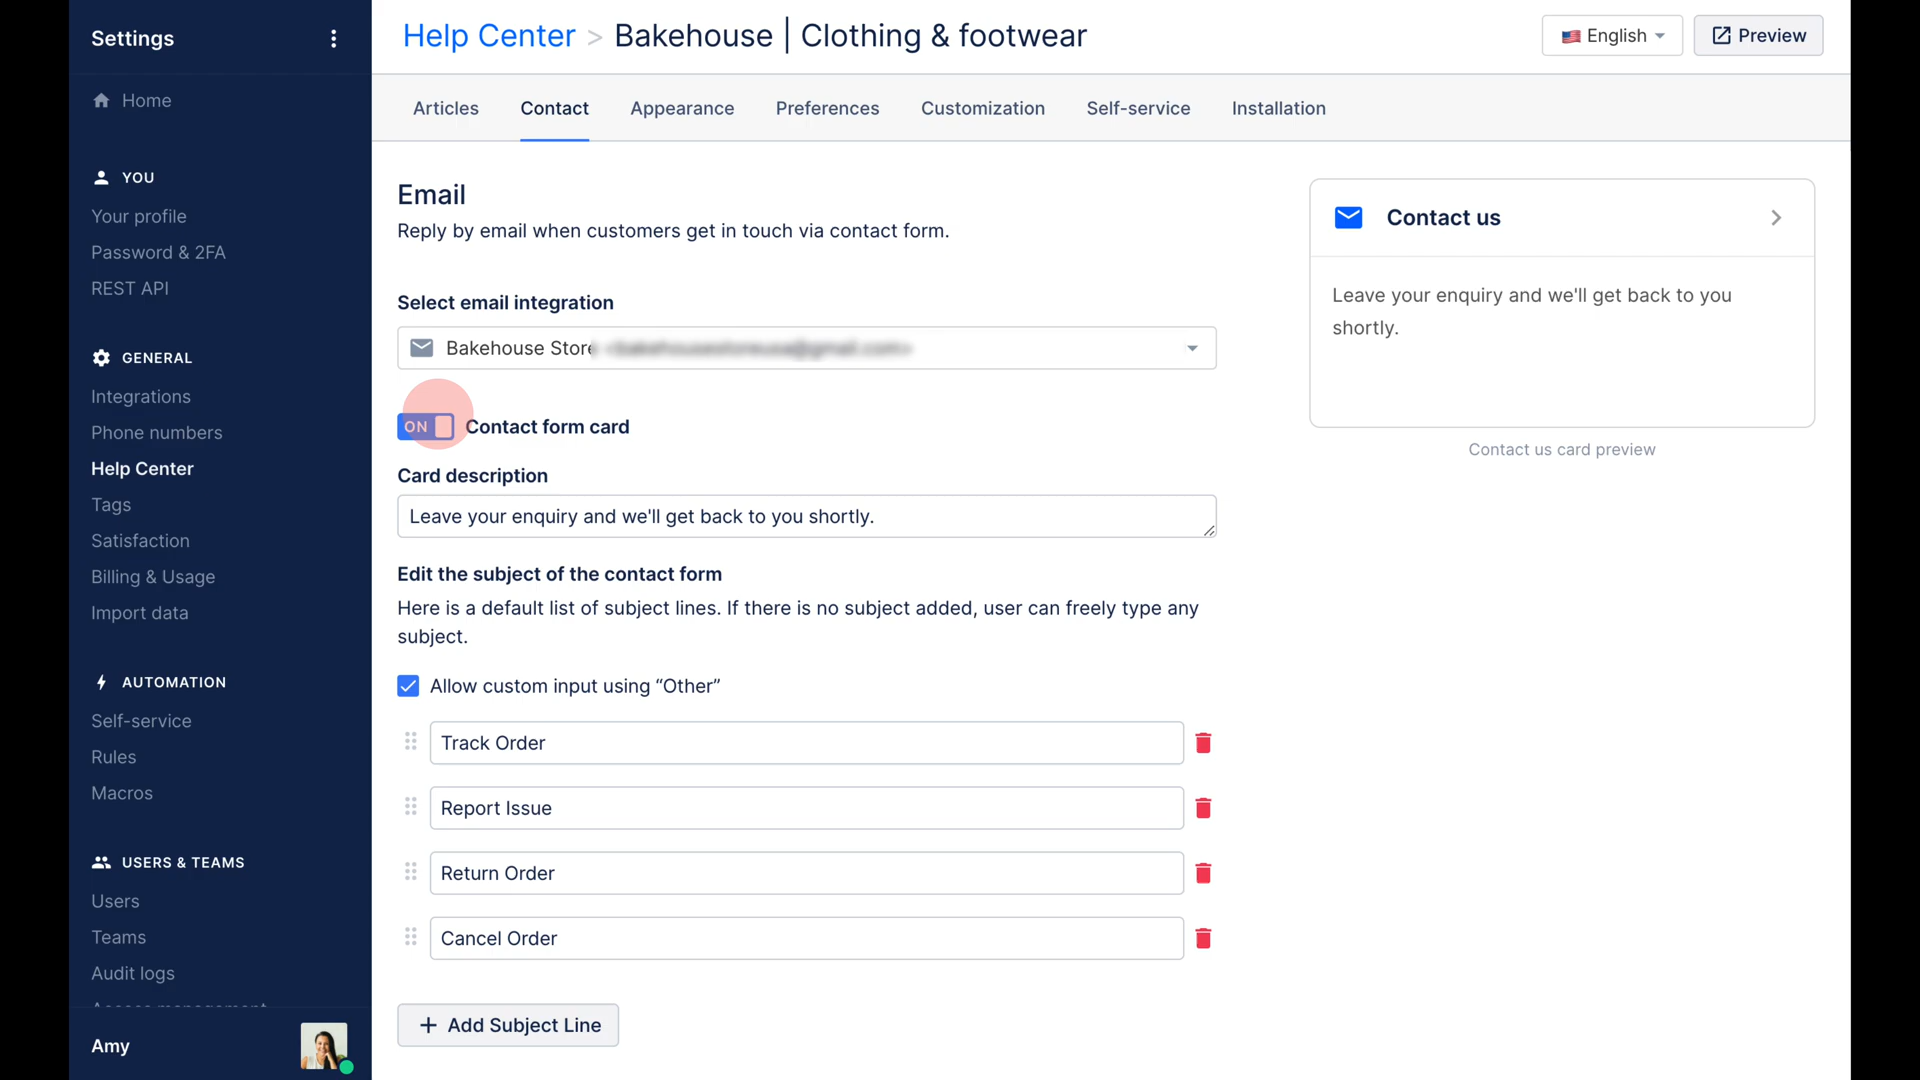 Settings
Home
YOU
Your profile
Password & 2FA
REST API
GENERAL
Integrations
Phone numbers
Help Center
Tags
Satisfaction
Billing & Usage
Import data
AUTOMATION
Self-service
Rules
Macros
USERS & TEAMS
Users
Teams
Audit logs
Amy
Help Center > Bakehouse | Clothing & footwear
English
Preview
Articles Contact Appearance Preferences Customization Self-service Installation
Email
Reply by email when customers get in touch via contact form.
Select email integration
Bakehouse Store
ON Contact form card
Card description
Leave your enquiry and we'll get back to you shortly.
Edit the subject of the contact form
Here is a default list of subject lines. If there is no subject added, user can freely type any
subject.
Allow custom input using “Other”
Track Order
Report Issue
Return Order
Cancel Order
+ Add Subject Line
Contact us
Leave your enquiry and we'll get back to you
shortly.
Contact us card preview